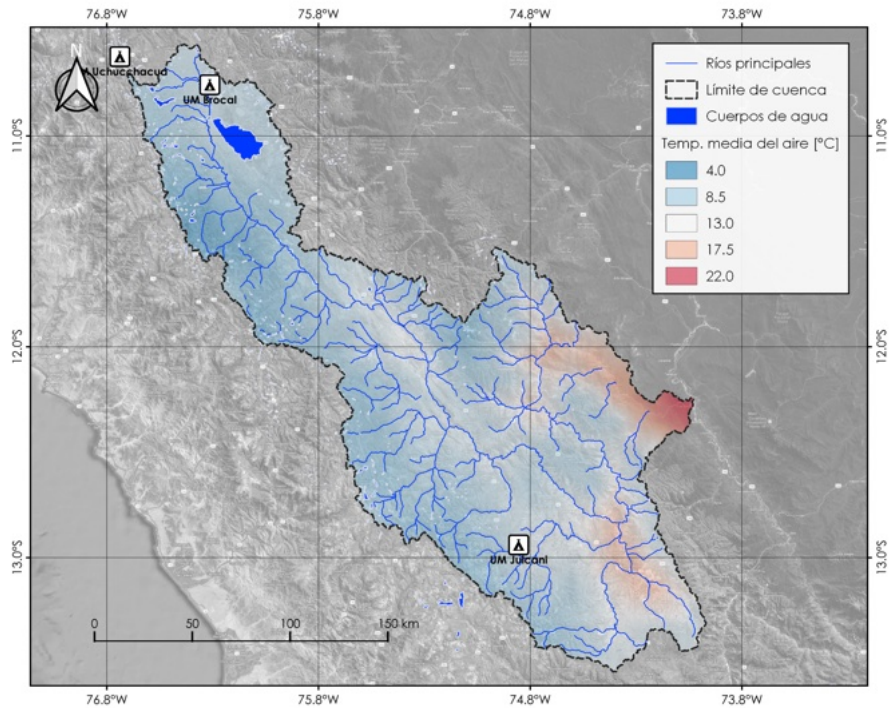 76.8°W 75.8°W 74.8°W 73.8°W
N
Uchucchacua
UM Brocal
Ríos principales
Límite de cuenca
Cuerpos de agua
Temp. media del aire [°C]
4.0
8.5
13.0
17.5
22.0
11.0°S 11.0°S
12.0°S 12.0°S
UM Julcani
13.0°S 13.0°S
0 50 100 150 km
76.8°W 75.8°W 74.8°W 73.8°W